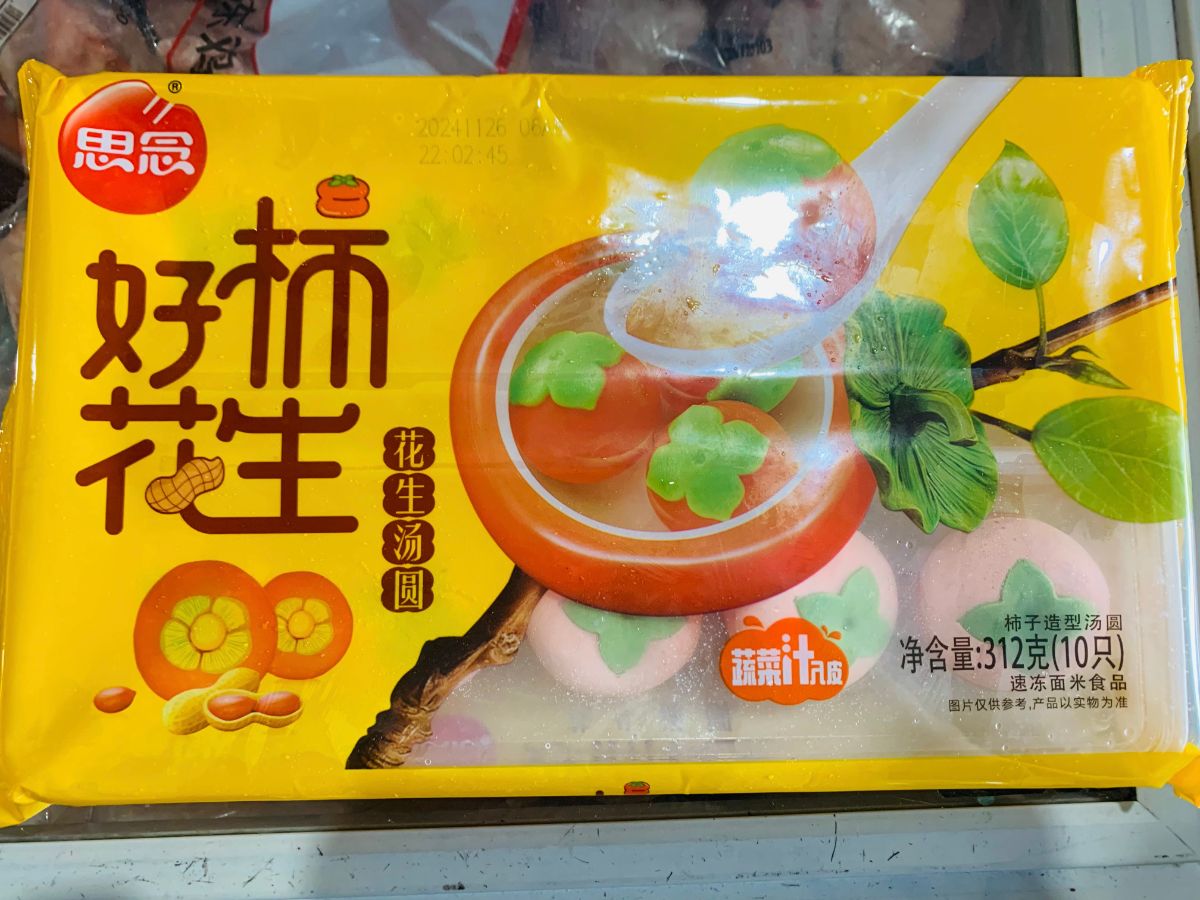 思念®
20241126 06
22:02:45
好柿
花生
花生汤圆
蔬菜汁入皮
柿子造型汤圆
净含量:312克(10只)
速冻面米食品
图片仅供参考,产品以实物为准